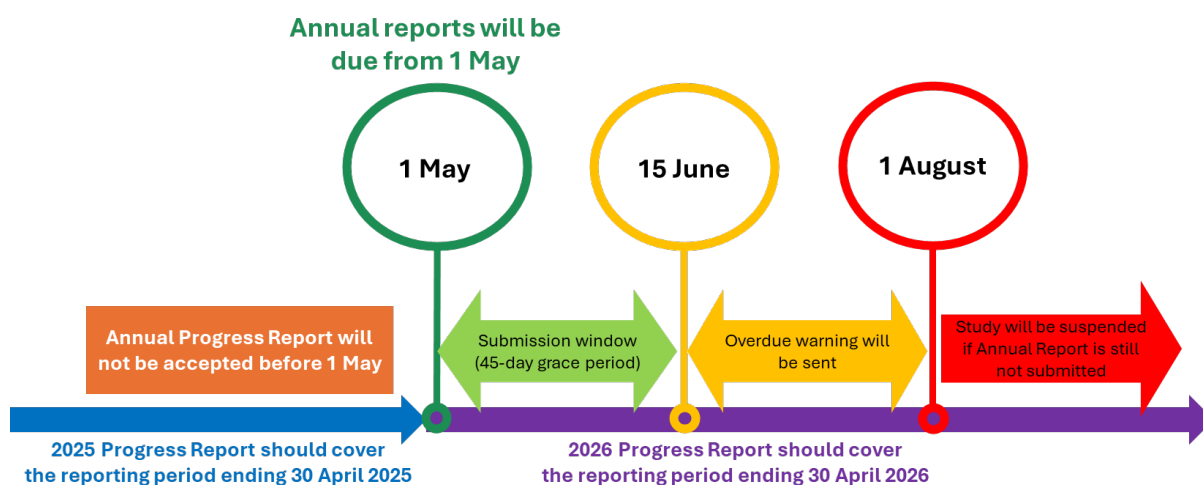 Annual reports will be
due from 1 May
1 May
15 June
1 August
Annual Progress Report will
not be accepted before 1 May
Submission window
(45-day grace period)
Overdue warning will
be sent
Study will be suspended
if Annual Report is still
not submitted
2025 Progress Report should cover
the reporting period ending 30 April 2025
2026 Progress Report should cover
the reporting period ending 30 April 2026